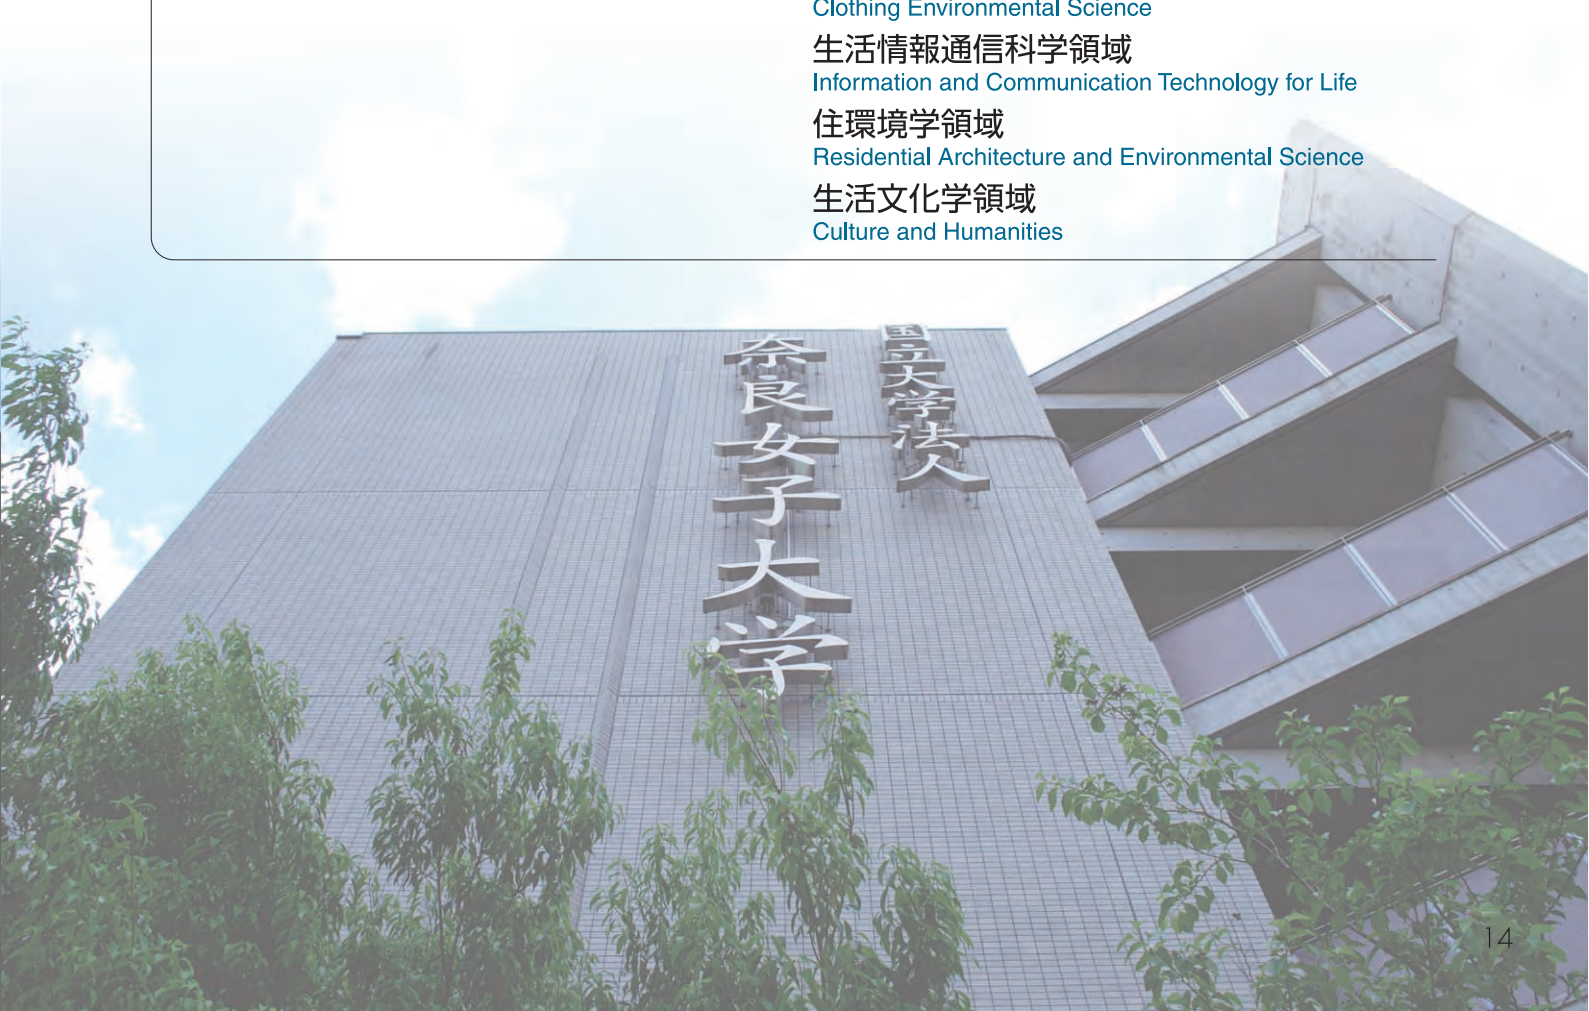 Clothing Environmental Science
生活情報通信科学領域
Information and Communication Technology for Life
住環境学領域
Residential Architecture and Environmental Science
生活文化学領域
Culture and Humanities
国立大学法人
奈良女子大学
14